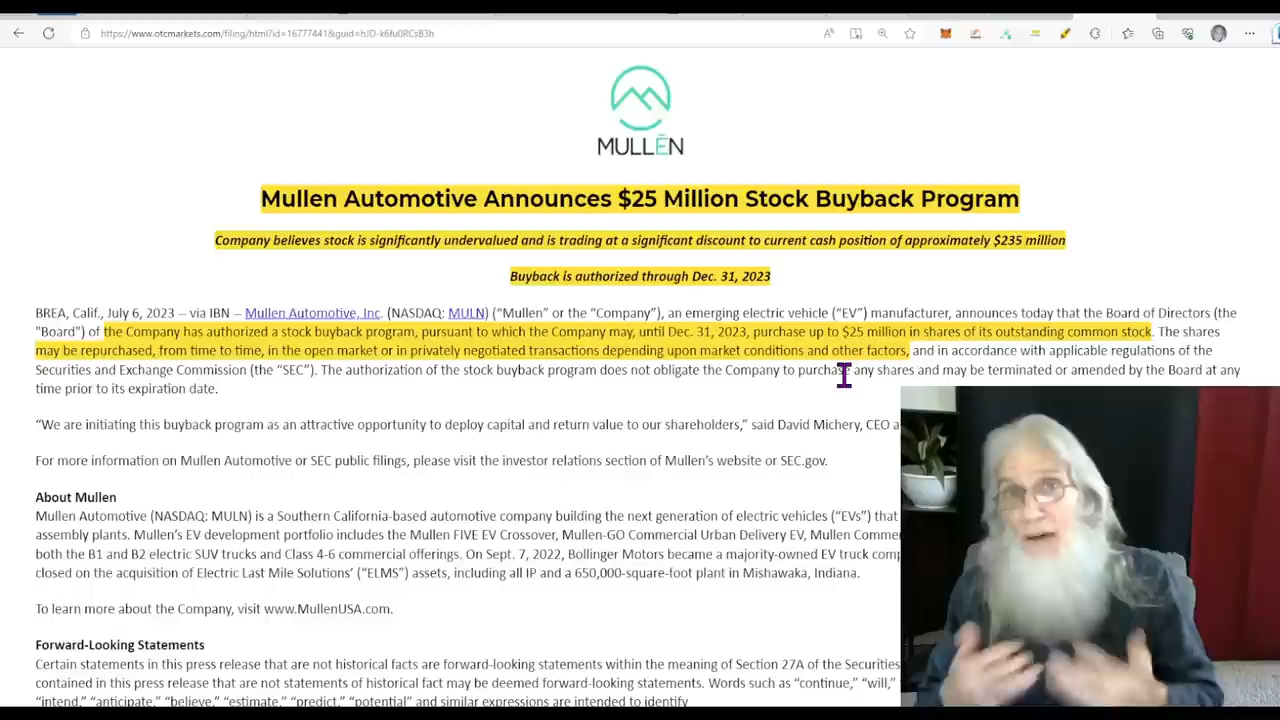 https://www.otcmarkets.com/filing/html?id=16777441&guid=h/D-k6fu0RCsB3h
MULLĒN
Mullen Automotive Announces $25 Million Stock Buyback Program
Company believes stock is significantly undervalued and is trading at a significant discount to current cash position of approximately $235 million
Buyback is authorized through Dec. 31, 2023
BREA, Calif., July 6, 2023 – via IBN – Mullen Automotive, Inc. (NASDAQ: MULN) (“Mullen” or the “Company”), an emerging electric vehicle (“EV”) manufacturer, announces today that the Board of Directors (the
"Board") of the Company has authorized a stock buyback program, pursuant to which the Company may, until Dec. 31, 2023, purchase up to $25 million in shares of its outstanding common stock. The shares
may be repurchased, from time to time, in the open market or in privately negotiated transactions depending upon market conditions and other factors, and in accordance with applicable regulations of the
Securities and Exchange Commission (the “SEC”). The authorization of the stock buyback program does not obligate the Company to purchase any shares and may be terminated or amended by the Board at any
time prior to its expiration date.
“We are initiating this buyback program as an attractive opportunity to deploy capital and return value to our shareholders,” said David Michery, CEO
For more information on Mullen Automotive or SEC public filings, please visit the investor relations section of Mullen’s website or SEC.gov.
About Mullen
Mullen Automotive (NASDAQ: MULN) is a Southern California-based automotive company building the next generation of electric vehicles (“EVs”) that
assembly plants. Mullen’s EV development portfolio includes the Mullen FIVE EV Crossover, Mullen-GO Commercial Urban Delivery EV, Mullen
both the B1 and B2 electric SUV trucks and Class 4-6 commercial offerings. On Sept. 7, 2022, Bollinger Motors became a majority-owned EV truck
closed on the acquisition of Electric Last Mile Solutions’ (“ELMS”) assets, including all IP and a 650,000-square-foot plant in Mishawaka, Indiana.
To learn more about the Company, visit www.MullenUSA.com.
Forward-Looking Statements
Certain statements in this press release that are not historical facts are forward-looking statements within the meaning of Section 27A of the Securities
contained in this press release that are not statements of historical fact may be deemed forward-looking statements. Words such as “continue,” “will,”
“intend,” “anticipate,” “believe,” “estimate,” “predict,” “potential” and similar expressions are intended to identify